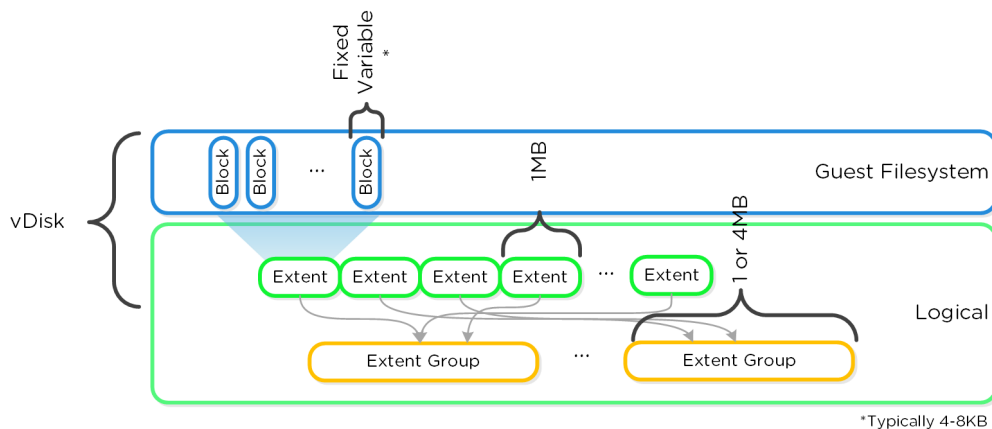 Fixed
Variable
*
vDisk
Block
Block
...
Block
1MB
Guest Filesystem
1 or 4MB
Extent
Extent
Extent
Extent
...
Extent
Logical
Extent Group
...
Extent Group
*Typically 4-8KB